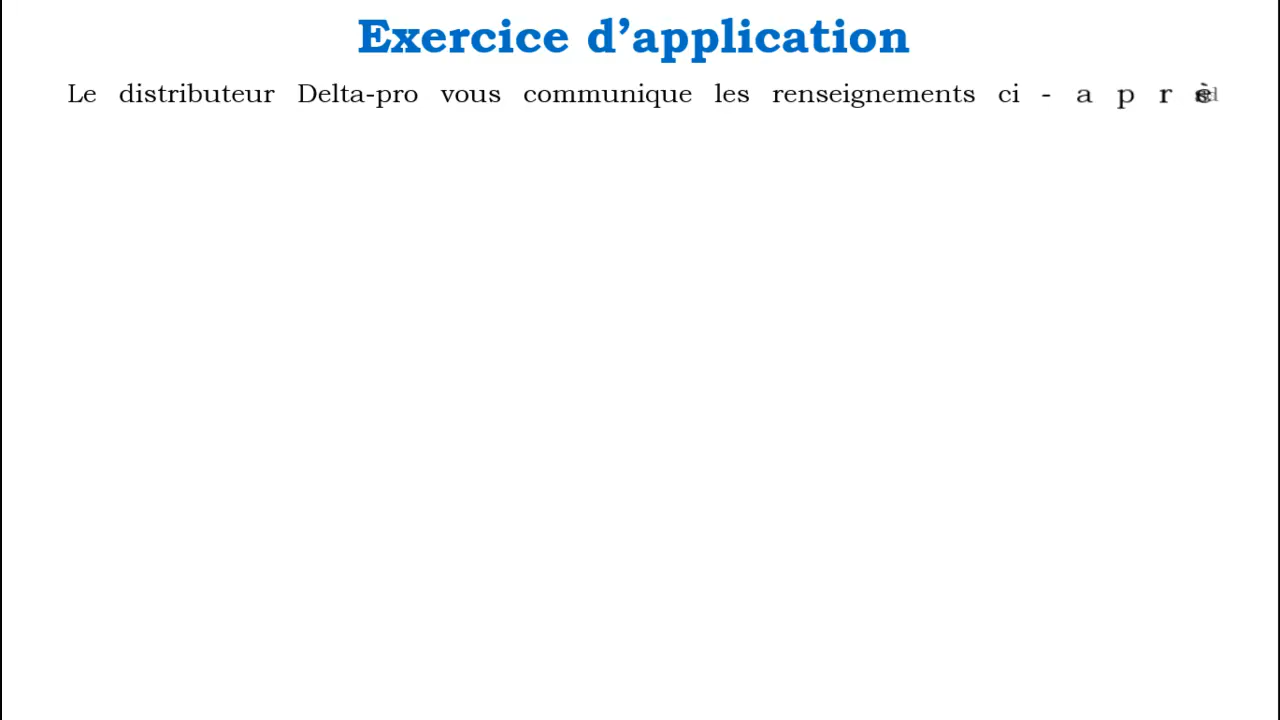 Exercice d’application
Le distributeur Delta-pro vous communique les renseignements ci - a p r